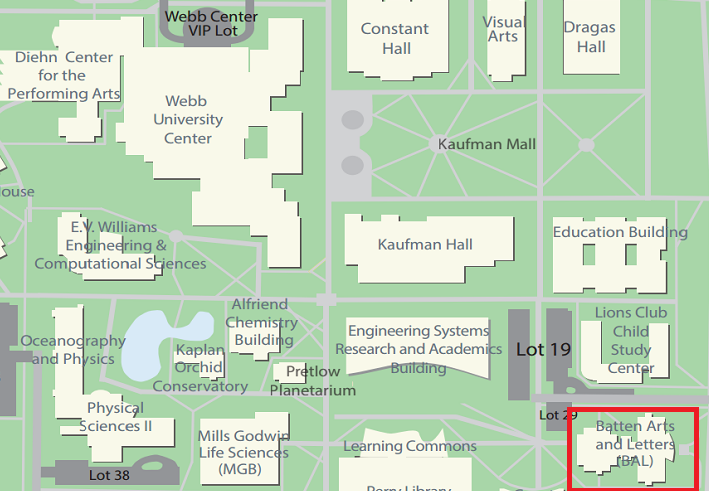 Webb Center
VIP Lot
Constant
Hall
Visual
Arts
Dragas
Hall
Diehn Center
for the
Performing Arts
Webb
University
Center
Kaufman Mall
ouse
E.V. Williams
Engineering &
Computational Sciences
Kaufman Hall
Education Building
Oceanography
and Physics
Alfriend
Chemistry
Building
Kaplan
Orchid
Conservatory
Pretlow
Planetarium
Engineering Systems
Research and Academics
Building
Lot 19
Lions Club
Child
Study
Center
Physical
Sciences II
Lot 38
Mills Godwin
Life Sciences
(MGB)
Learning Commons
Perry Library
Lot 29
Batten Arts
and Letters
(BAL)